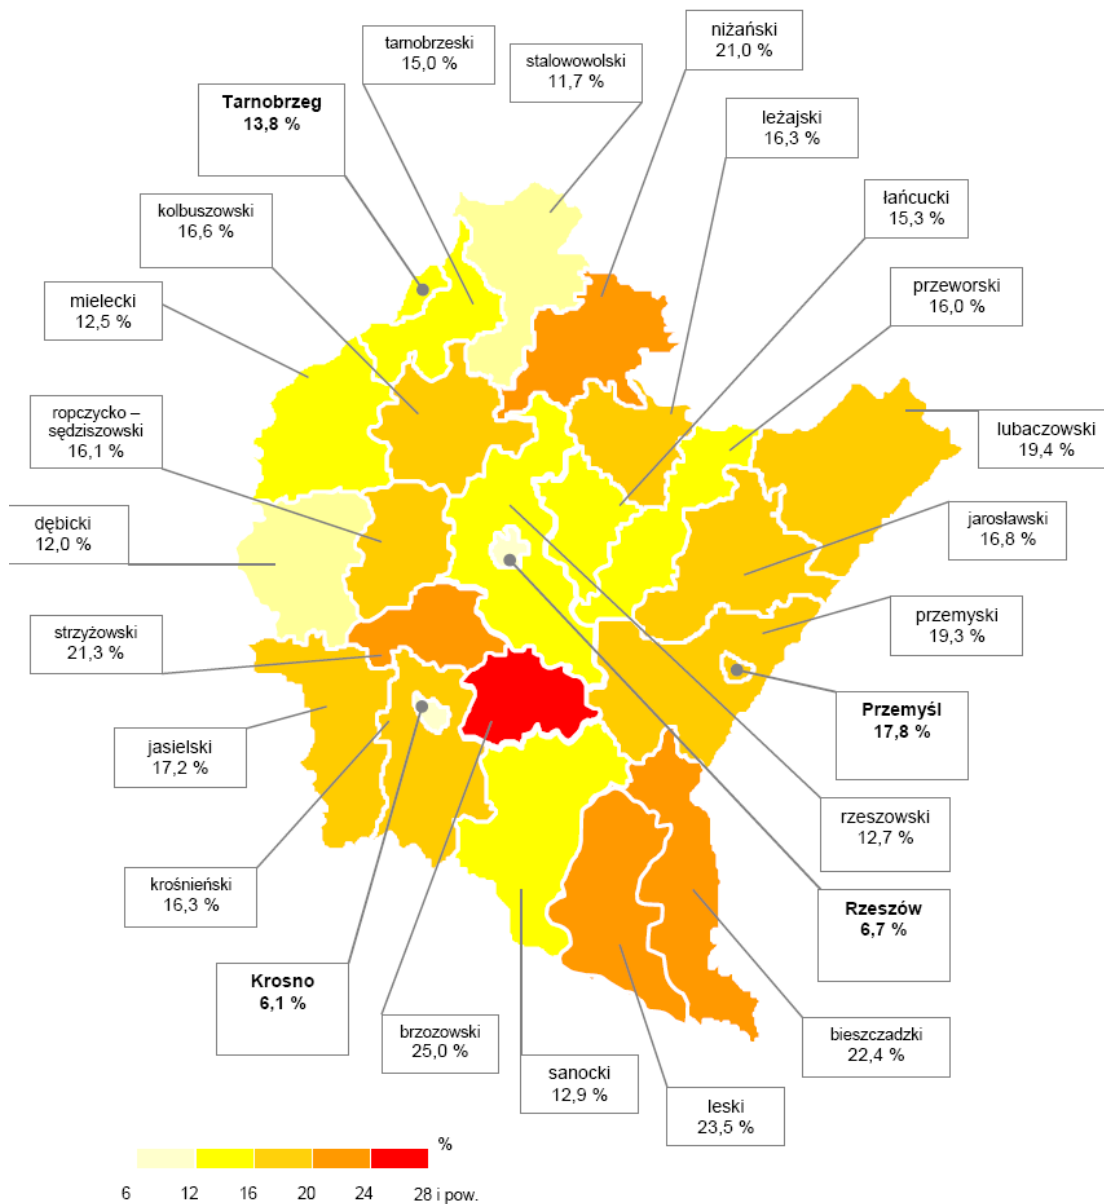 niżański
21,0 %
tarnobrzeski
15,0 %
stalowowolski
11,7 %
Tarnobrzeg
13,8 %
leżajski
16,3 %
kolbuszowski
16,6 %
łańcucki
15,3 %
mielecki
12,5 %
przeworski
16,0 %
ropczycko –
sędziszowski
16,1 %
lubaczowski
19,4 %
dębicki
12,0 %
jarosławski
16,8 %
strzyżowski
21,3 %
przemyski
19,3 %
jasielski
17,2 %
Przemyśl
17,8 %
rzeszowski
12,7 %
krośnieński
16,3 %
Rzeszów
6,7 %
Krosno
6,1 %
brzozowski
25,0 %
bieszczadzki
22,4 %
sanocki
12,9 %
leski
23,5 %
%
6 12 16 20 24 28 i pow.